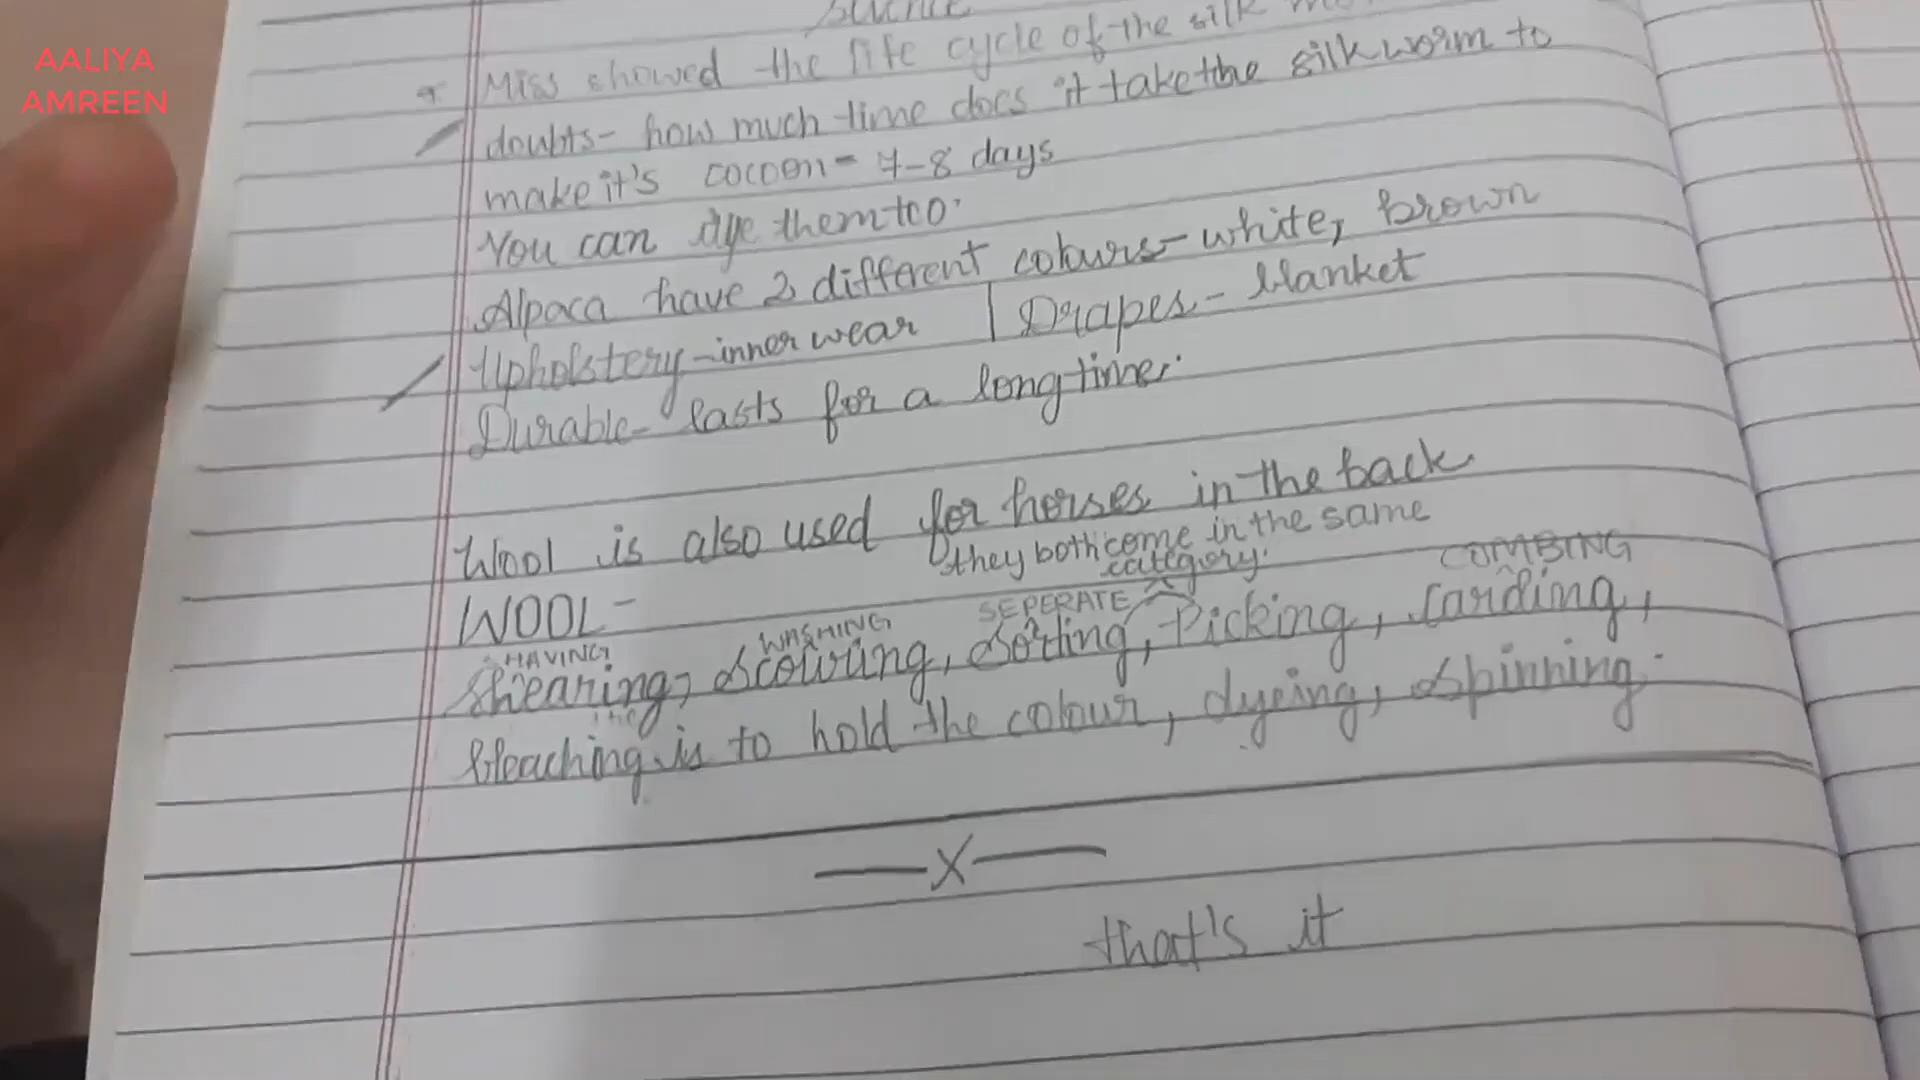 AALIYA
AMREEN
Science
Miss showed the life cycle of the silk
doubts- how much time does it take the silk worm to
make it's cocoon - 7-8 days
You can dye them too.
Alpaca have 2 different colours - white, brown
Upholstery - inner wear | Drapes - blanket
Durable - lasts for a long time.
Wool is also used for horses in the back
they both come in the same
category.
WOOL -
SHAVING WASHING SEPERATE COMBING
Shearing, Scouring, Sorting, Picking, Carding,
bleaching is to hold the colour, dyeing, spinning.
—x—
that's it